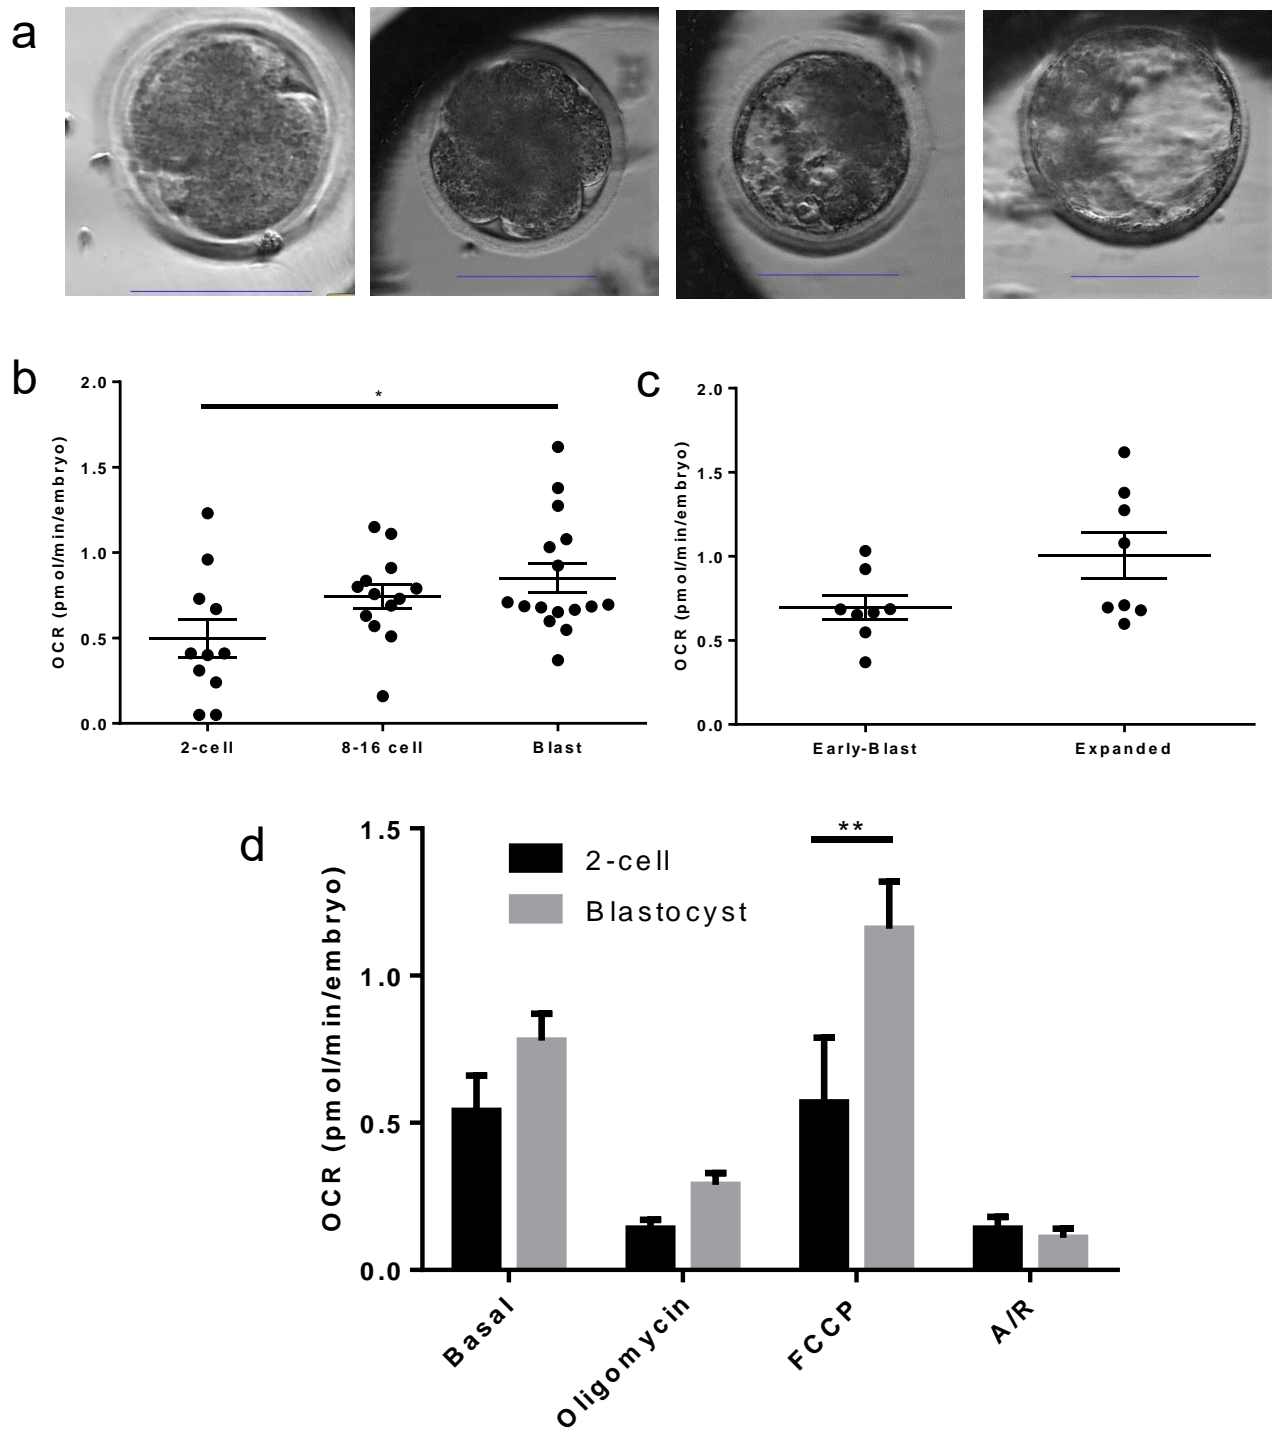 a
b
2.0
1.5
1.0
0.5
0.0
OCR (pmol/min/embryo)
*
2-cell
8-16 cell
Blast
c
2.0
1.5
1.0
0.5
0.0
OCR (pmol/min/embryo)
Early-Blast
Expanded
d
1.5
1.0
0.5
0.0
OCR (pmol/min/embryo)
2-cell
Blastocyst
**
Basal
Oligomycin
FCCP
A/R